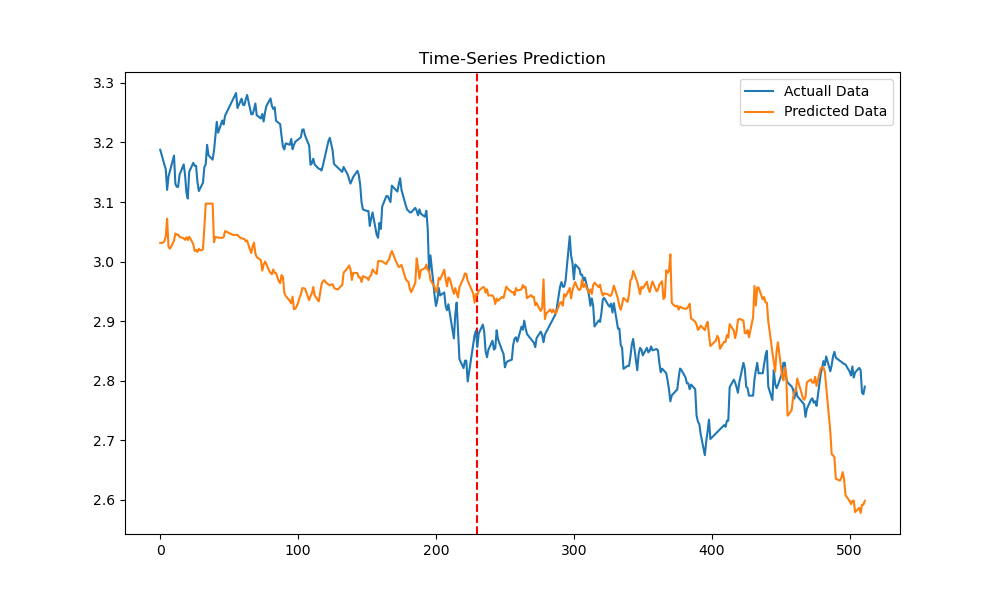 Time-Series Prediction
Actuall Data
Predicted Data
3.3
3.2
3.1
3.0
2.9
2.8
2.7
2.6
0 100 200 300 400 500